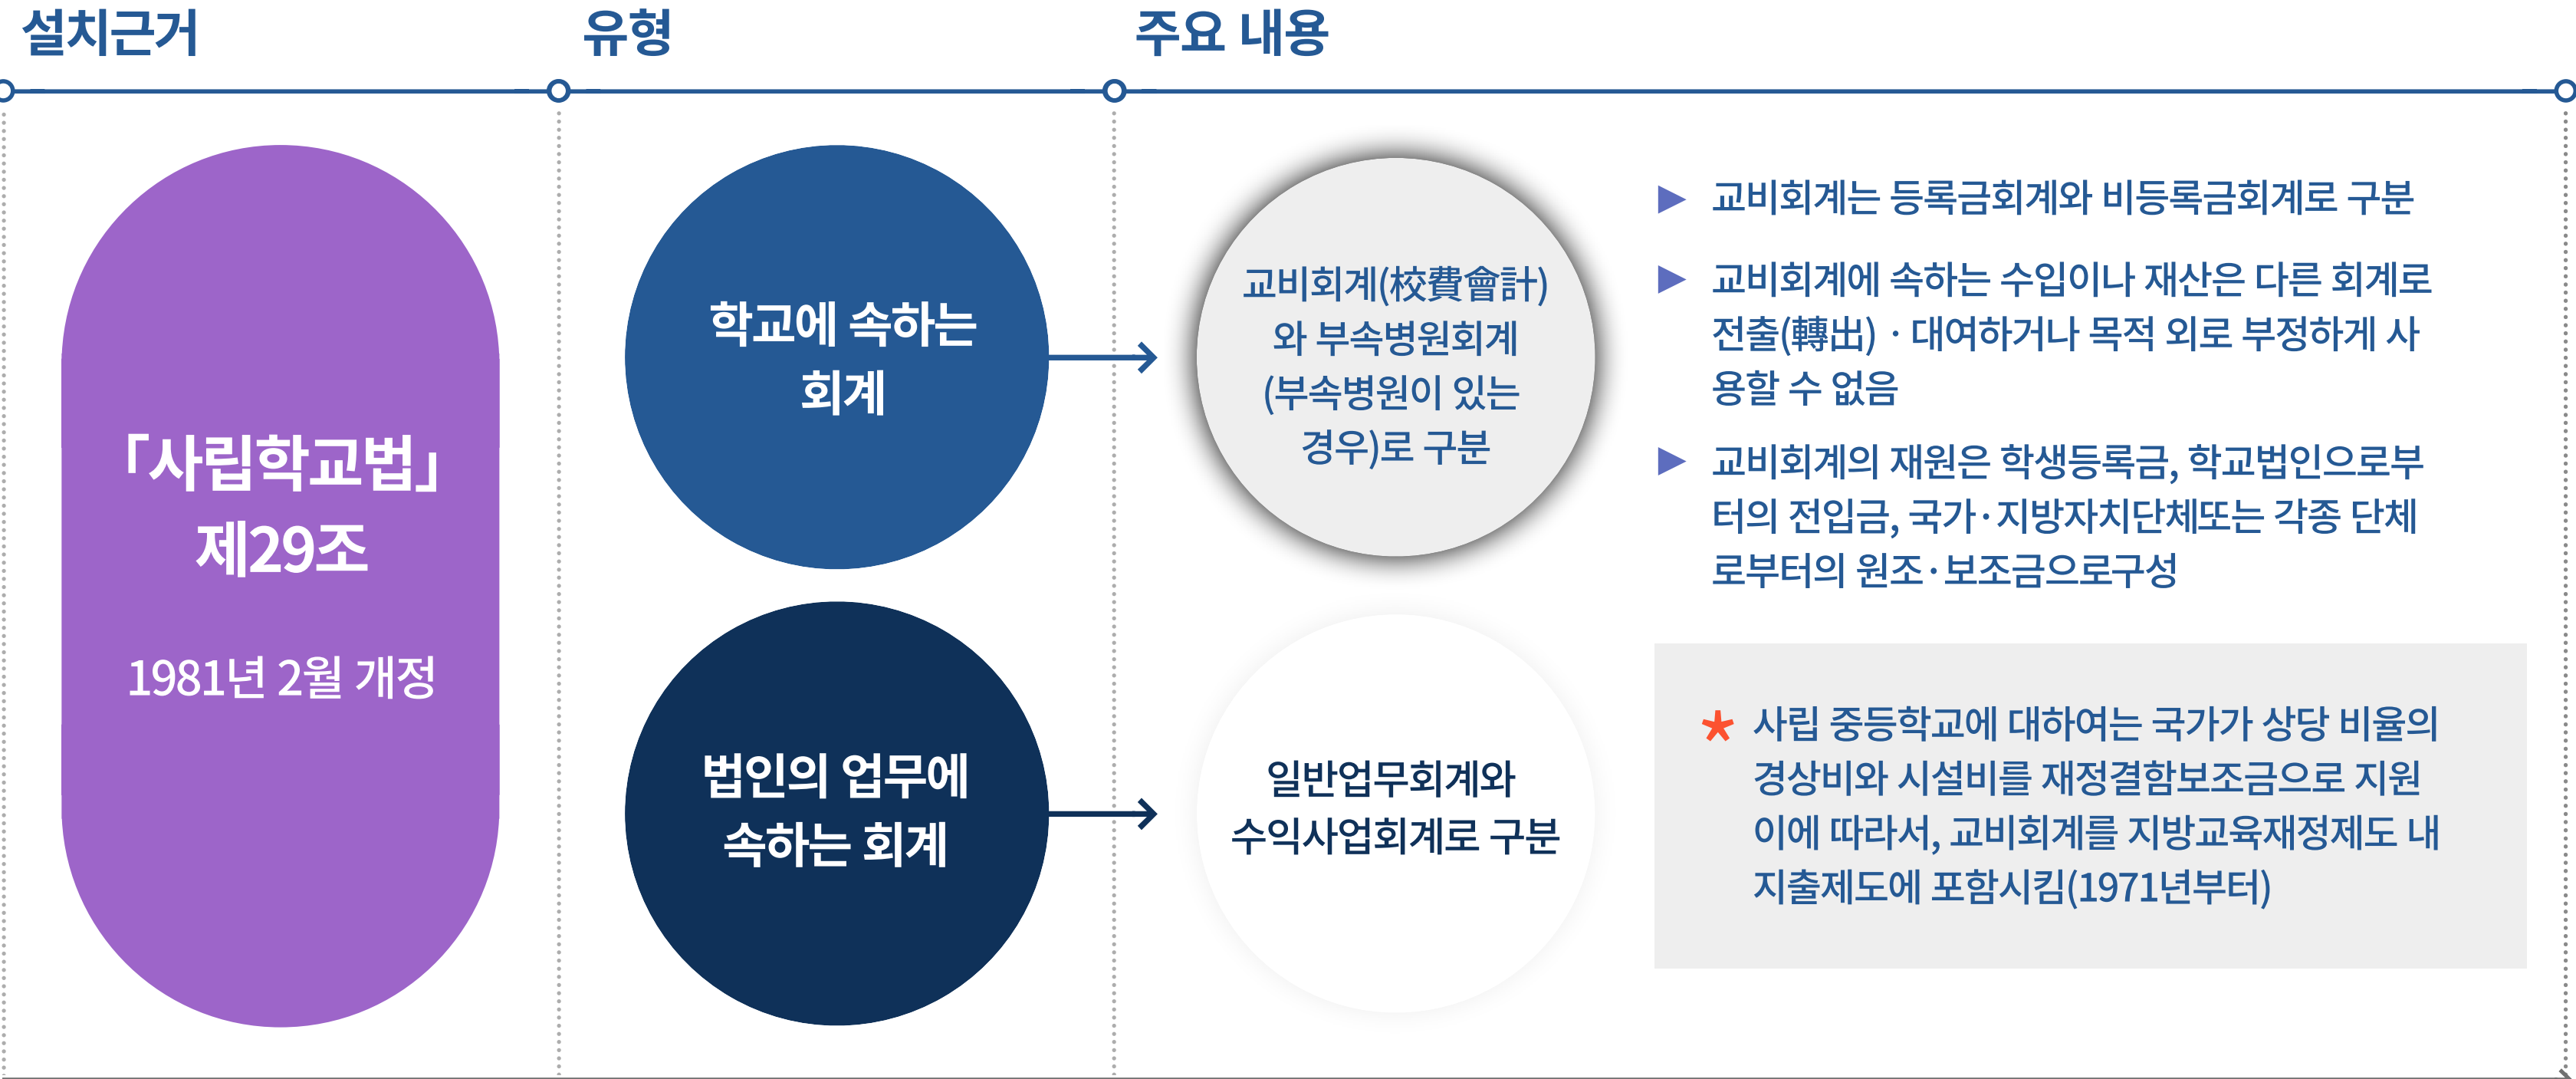 설치근거
유형
주요 내용
「사립학교법」
제29조
1981년 2월 개정
학교에 속하는
회계
법인의 업무에
속하는 회계
교비회계(校費會計)
와 부속병원회계
(부속병원이 있는
경우)로 구분
일반업무회계와
수익사업회계로 구분
▶ 교비회계는 등록금회계와 비등록금회계로 구분
▶ 교비회계에 속하는 수입이나 재산은 다른 회계로
전출(轉出) · 대여하거나 목적 외로 부정하게 사
용할 수 없음
▶ 교비회계의 재원은 학생등록금, 학교법인으로부
터의 전입금, 국가·지방자치단체또는 각종 단체
로부터의 원조·보조금으로구성
* 사립 중등학교에 대하여는 국가가 상당 비율의
경상비와 시설비를 재정결함보조금으로 지원
이에 따라서, 교비회계를 지방교육재정제도 내
지출제도에 포함시킴(1971년부터)